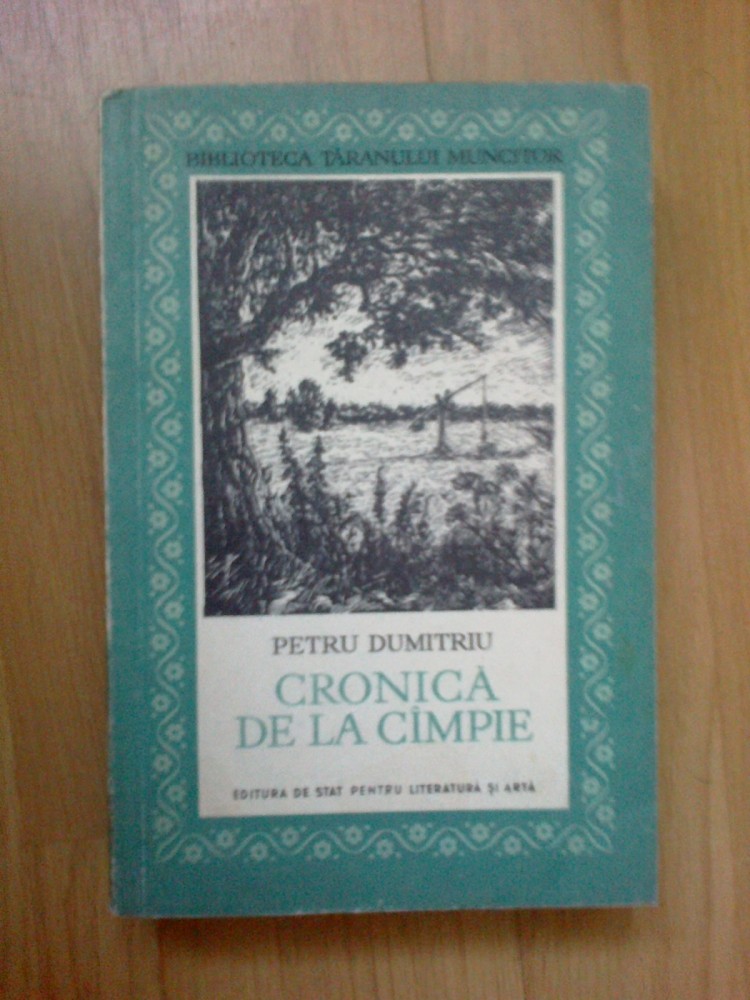 BIBLIOTECA ȚĂRANULUI MUNCITOR
PETRU DUMITRIU
CRONICĂ
DE LA CÎMPIE
EDITURA DE STAT PENTRU LITERATURĂ ȘI ARTĂ